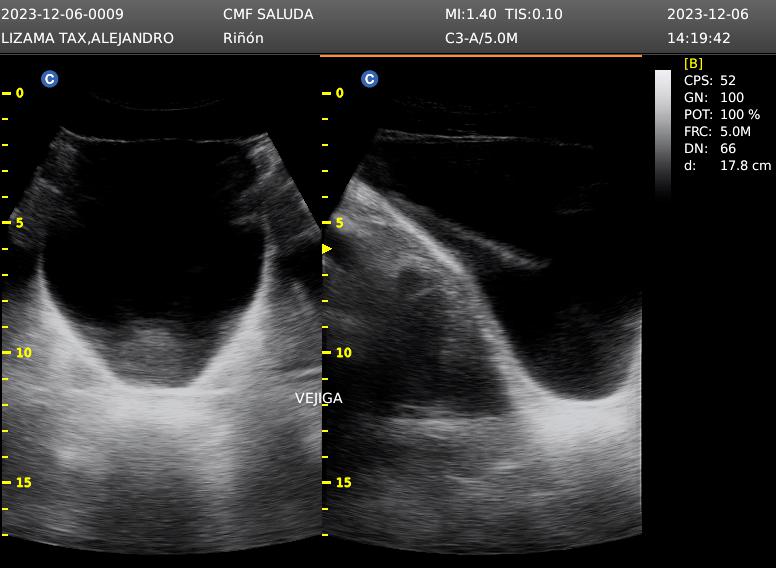 2023-12-06-0009 CMF SALUDA MI:1.40 TIS:0.10 2023-12-06
LIZAMA TAX,ALEJANDRO Riñón C3-A/5.0M 14:19:42
C
C
[B]
CPS: 52
GN: 100
POT: 100 %
FRC: 5.0M
DN: 66
d: 17.8 cm
0
5
10
15
0
5
10
15
VEJIGA